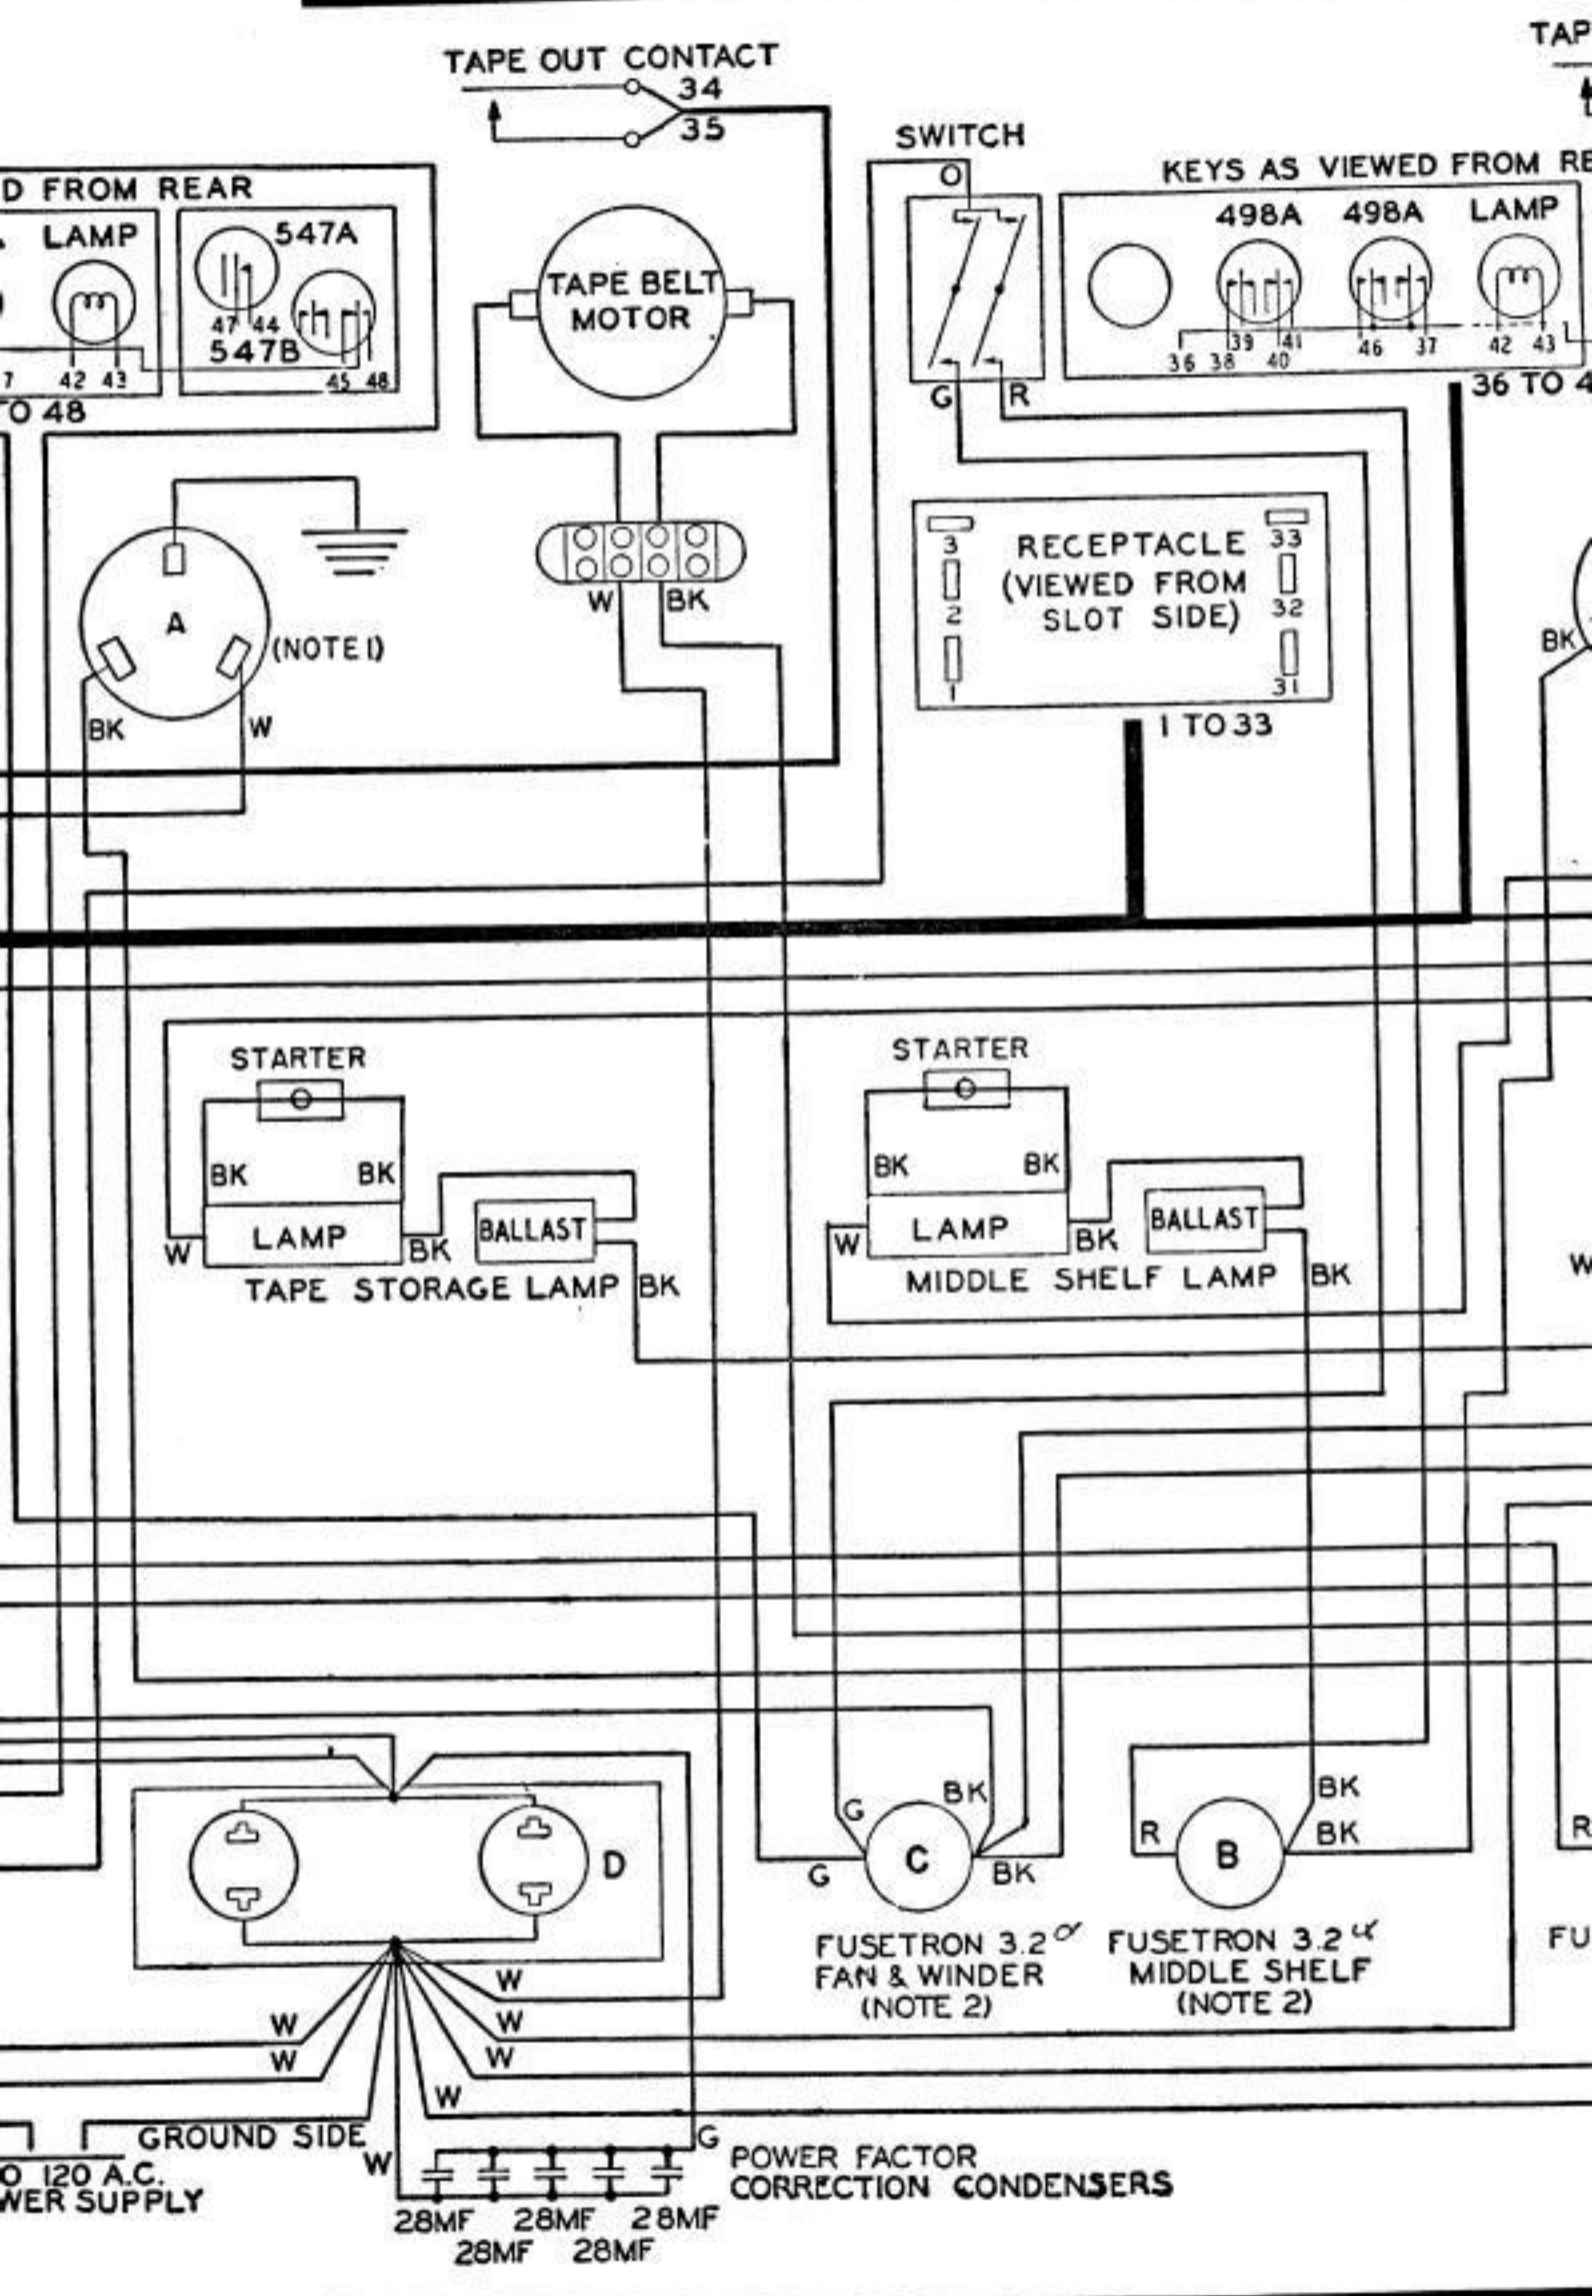 TAPE OUT CONTACT
34
35
TAP
SWITCH
O
G
R
KEYS AS VIEWED FROM RE
498A
498A
LAMP
36
38
39
40
41
46
37
42
43
36 TO 4
D FROM REAR
LAMP
547A
47
44
547B
7
42
43
45
48
TO 48
TAPE BELT
MOTOR
W
BK
A
(NOTE 1)
BK
W
3
2
1
RECEPTACLE
(VIEWED FROM
SLOT SIDE)
33
32
31
1 TO 33
BK
STARTER
BK
BK
W
LAMP
BK
BALLAST
TAPE STORAGE LAMP
BK
STARTER
BK
BK
W
LAMP
BK
BALLAST
MIDDLE SHELF LAMP
BK
W
D
G
G
C
BK
BK
FUSETRON 3.2
FAN & WINDER
(NOTE 2)
R
B
BK
BK
FUSETRON 3.2
MIDDLE SHELF
(NOTE 2)
R
FU
W
W
W
W
W
W
GROUND SIDE
W
O 120 A.C.
WER SUPPLY
G
POWER FACTOR
CORRECTION CONDENSERS
28MF
28MF
28MF
28MF
28MF